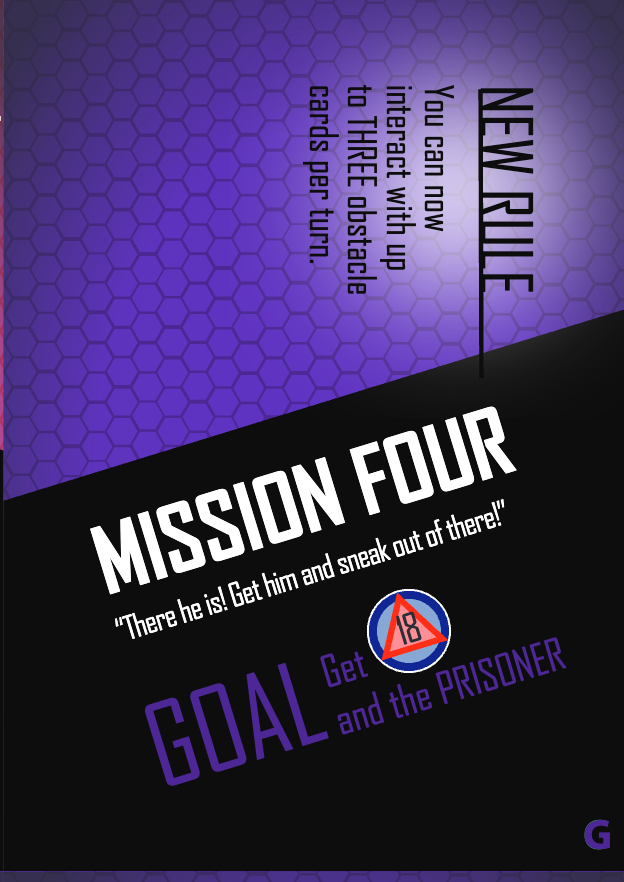 NEW RULE
You can now
interact with up
to THREE obstacle
cards per turn.
MISSION FOUR
“There he is! Get him and sneak out of there!”
GOAL
Get 18
and the PRISONER
G